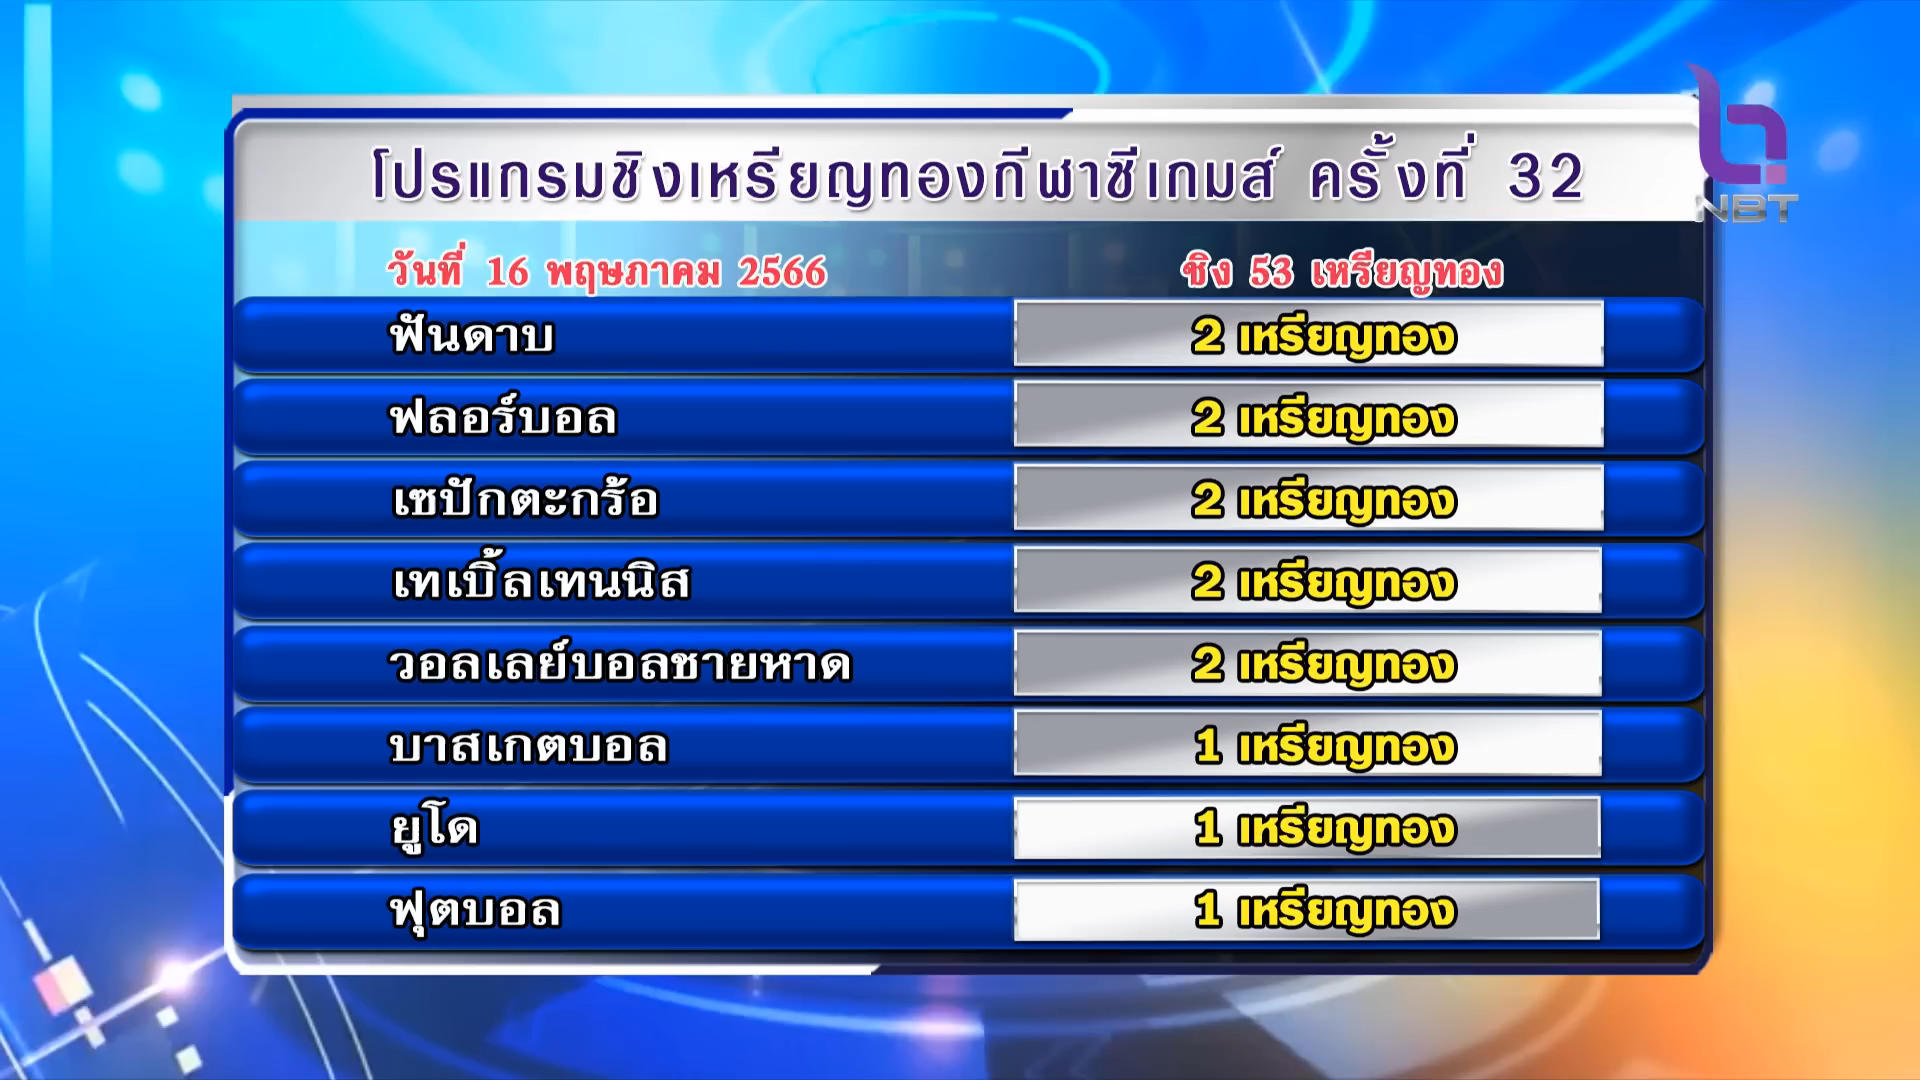 โปรแกรมชิงเหรียญทองกีฬาซีเกมส์ ครั้งที่ 32
NBT
วันที่ 16 พฤษภาคม 2566 ชิง 53 เหรียญทอง
ฟันดาบ 2 เหรียญทอง
ฟลอร์บอล 2 เหรียญทอง
เซปักตะกร้อ 2 เหรียญทอง
เทเบิ้ลเทนนิส 2 เหรียญทอง
วอลเลย์บอลชายหาด 2 เหรียญทอง
บาสเกตบอล 1 เหรียญทอง
ยูโด 1 เหรียญทอง
ฟุตบอล 1 เหรียญทอง